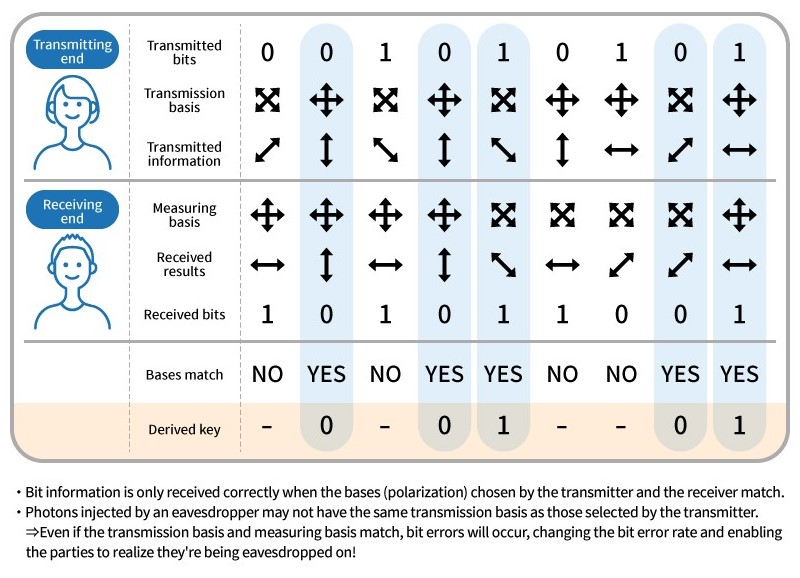 Transmitting
end
Transmitted
bits
0 0 1 0 1 0 1 0 1
Transmission
basis
Transmitted
information
Receiving
end
Measuring
basis
Received
results
Received bits
1 0 1 0 1 1 0 0 1
Bases match
NO YES NO YES YES NO NO YES YES
Derived key
– 0 – 0 1 – – 0 1
・Bit information is only received correctly when the bases (polarization) chosen by the transmitter and the receiver match.
・Photons injected by an eavesdropper may not have the same transmission basis as those selected by the transmitter.
⇒Even if the transmission basis and measuring basis match, bit errors will occur, changing the bit error rate and enabling
the parties to realize they're being eavesdropped on!